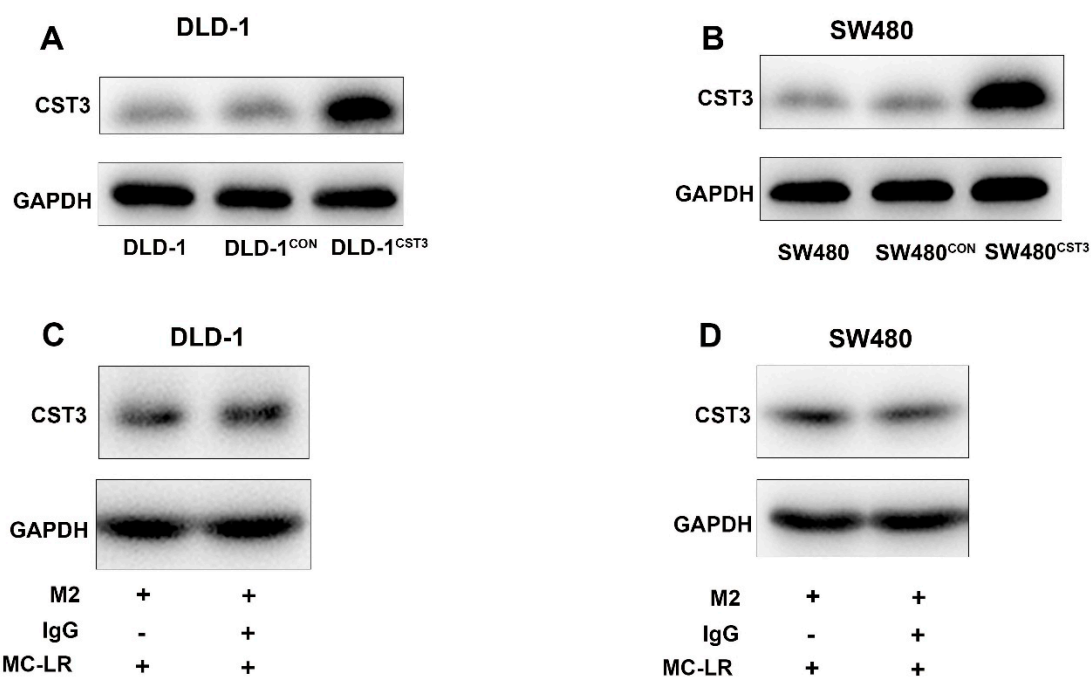 A
DLD-1
CST3
GAPDH
DLD-1 DLD-1CON DLD-1CST3
B
SW480
CST3
GAPDH
SW480 SW480CON SW480CST3
C
DLD-1
CST3
GAPDH
M2 + +
IgG - +
MC-LR + +
D
SW480
CST3
GAPDH
M2 + +
IgG - +
MC-LR + +